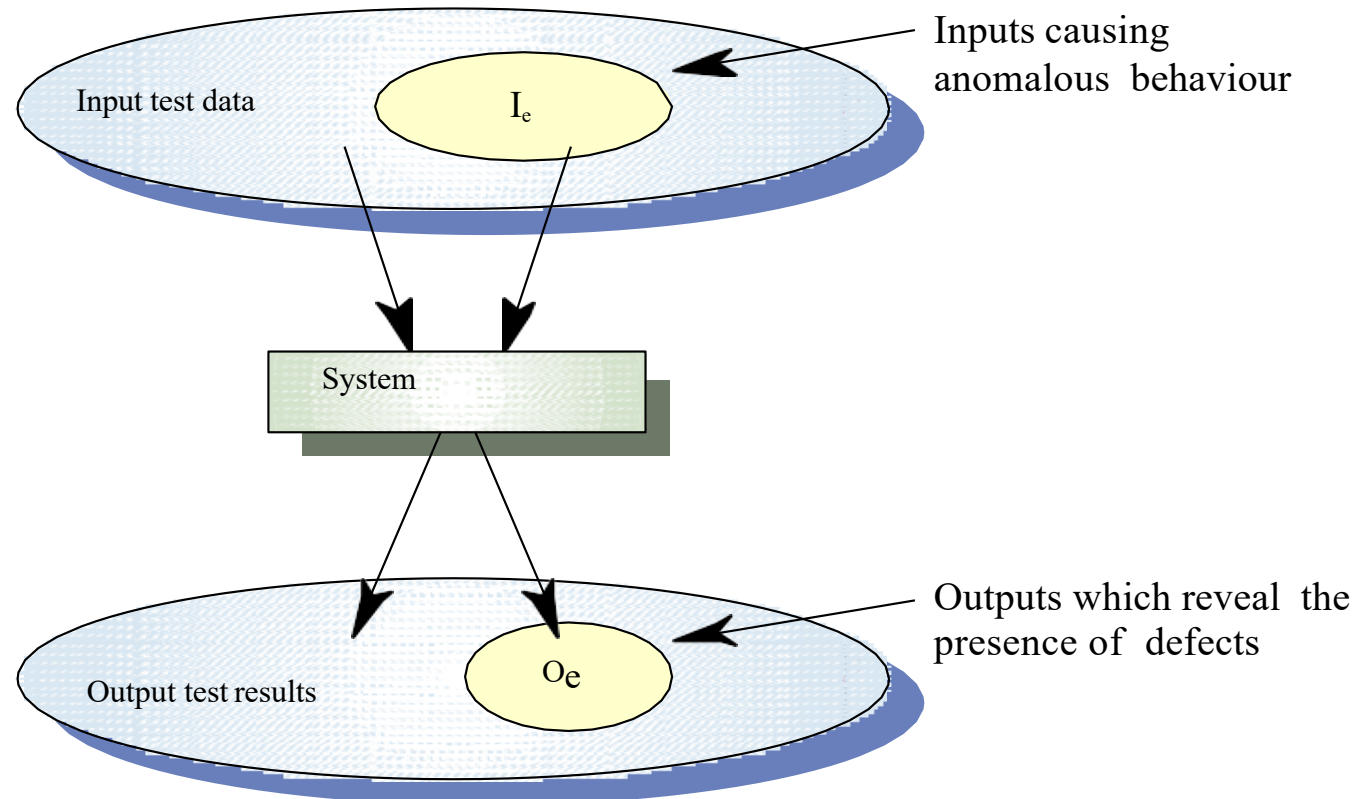 Inputs causing
anomalous behaviour
Input test data
Ie
System
Outputs which reveal the
presence of defects
Oe
Output test results